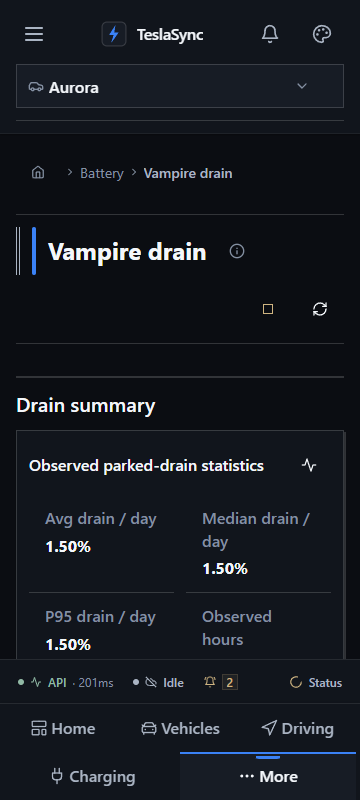 TeslaSync
Aurora
Battery
Vampire drain
Vampire drain
Drain summary
Observed parked-drain statistics
Avg drain / day
1.50%
Median drain /
day
1.50%
P95 drain / day
1.50%
Observed
hours
API · 201ms
Idle
2
Status
Home
Vehicles
Driving
Charging
More